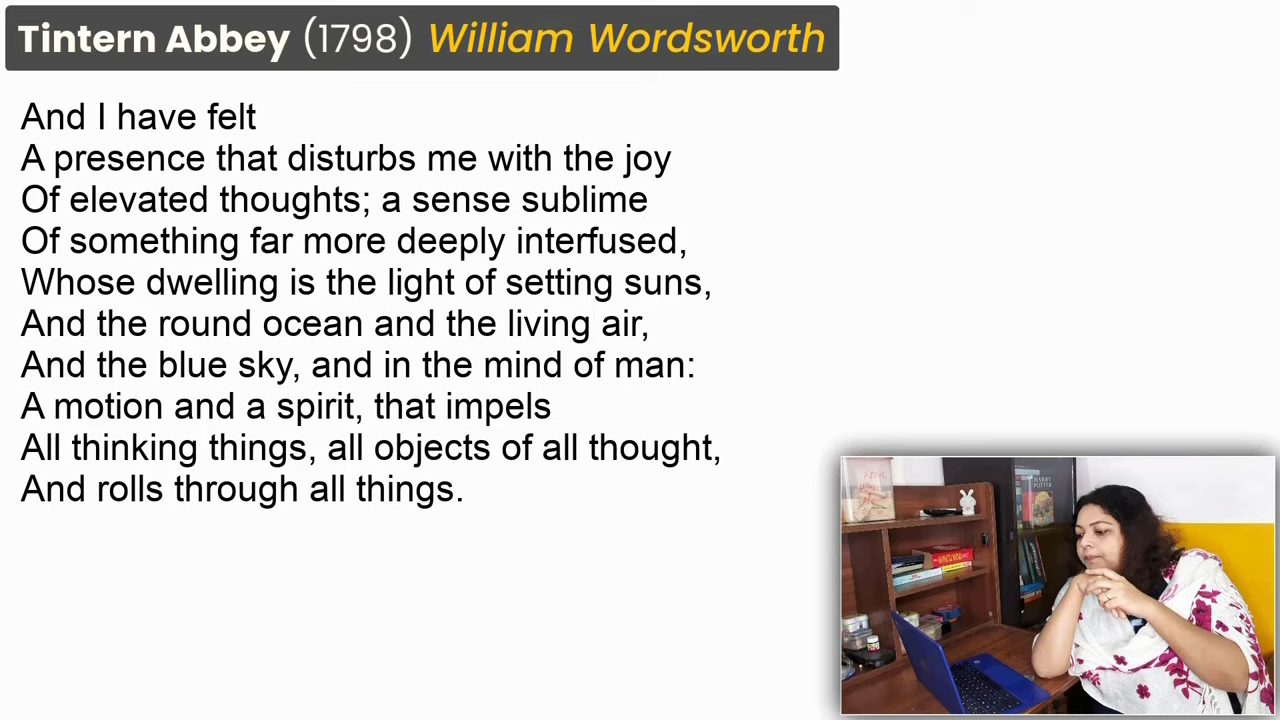 Tintern Abbey (1798) William Wordsworth
And I have felt
A presence that disturbs me with the joy
Of elevated thoughts; a sense sublime
Of something far more deeply interfused,
Whose dwelling is the light of setting suns,
And the round ocean and the living air,
And the blue sky, and in the mind of man:
A motion and a spirit, that impels
All thinking things, all objects of all thought,
And rolls through all things.
HARRY
POTTER